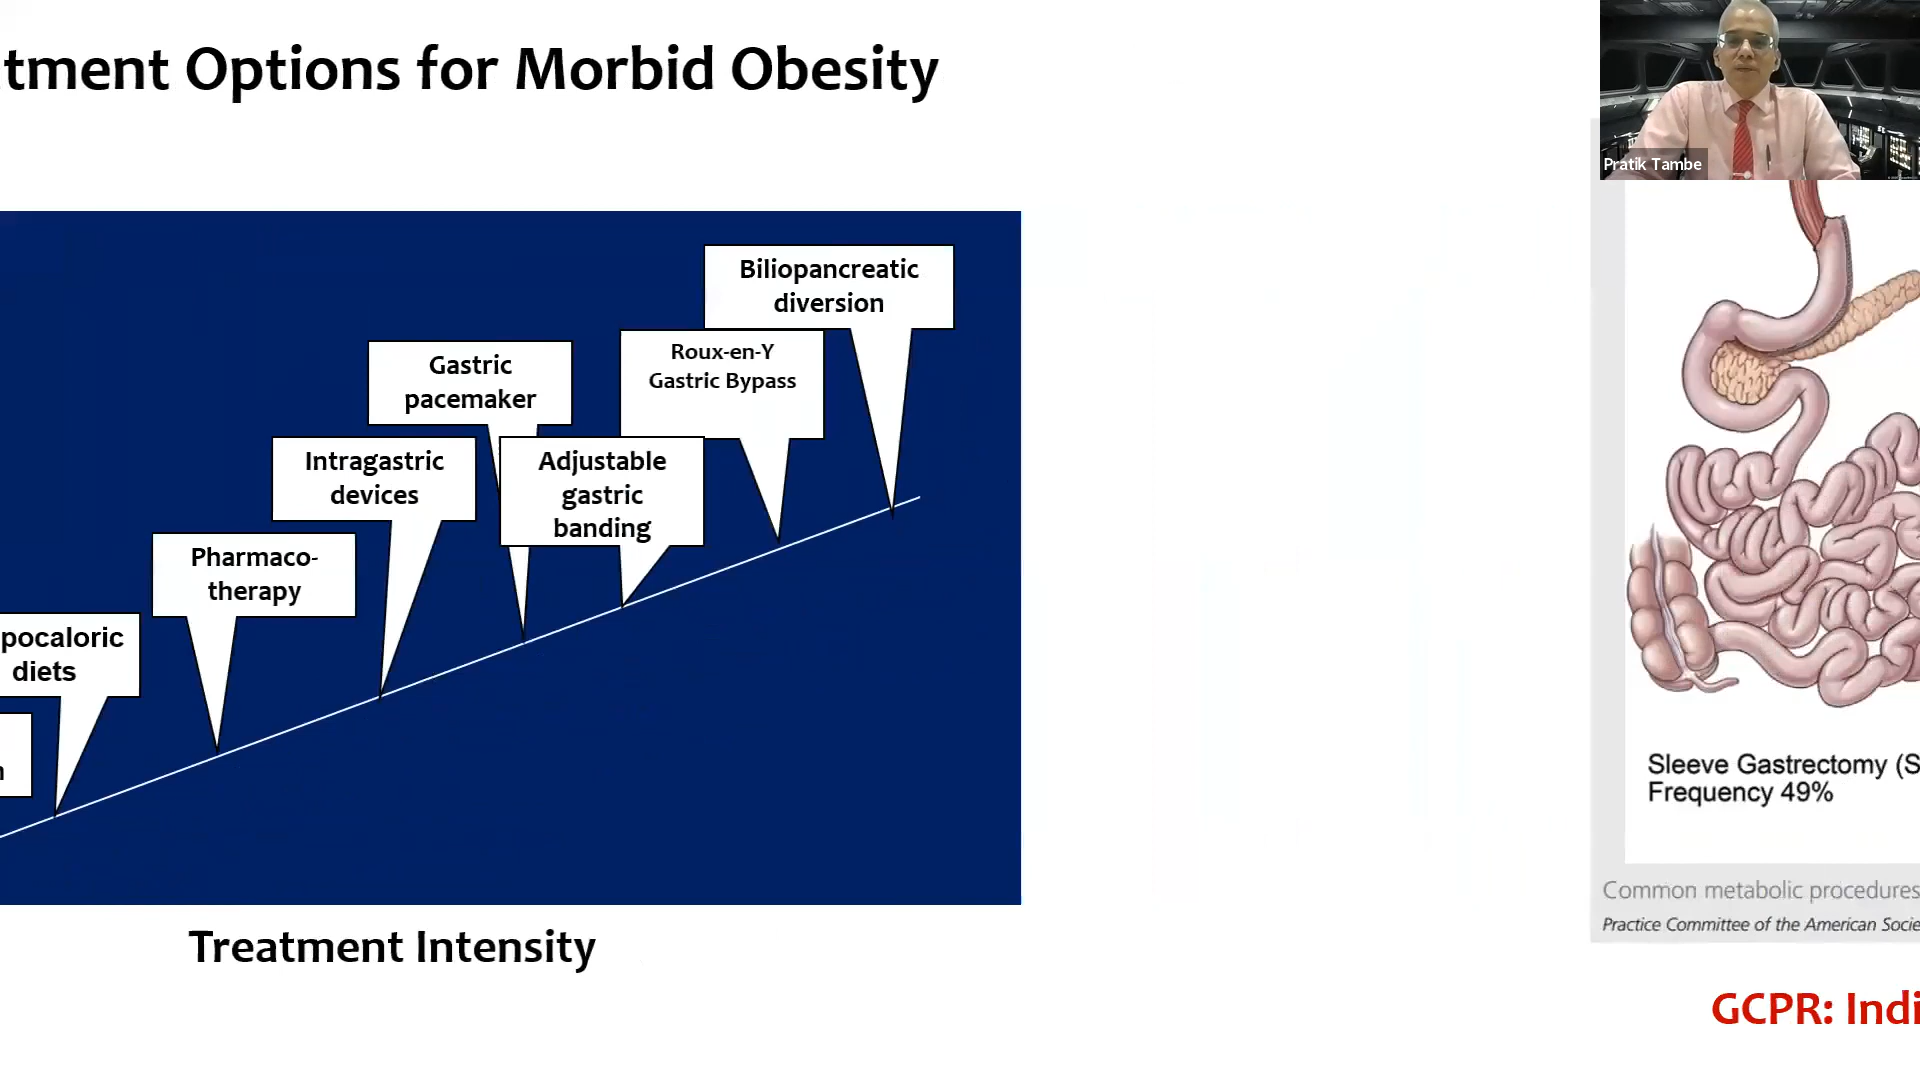 tment Options for Morbid Obesity
Pratik Tambe
Biliopancreatic
diversion
Roux-en-Y
Gastric Bypass
Gastric
pacemaker
Adjustable
gastric
banding
Intragastric
devices
Pharmaco-
therapy
pocaloric
diets
n
Treatment Intensity
Sleeve Gastrectomy (S
Frequency 49%
Common metabolic procedures
Practice Committee of the American Socie
GCPR: Indi